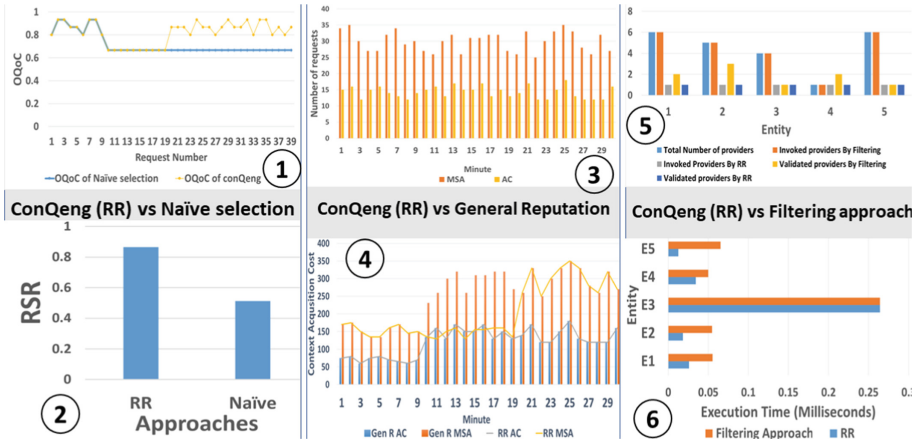 1
0.8
0.6
0.4
0.2
0
OQoC
1 3 5 7 9 11 13 15 17 19 21 23 25 27 29 31 33 35 37 39
Request Number
OQoC of Naïve selection
OQoC of conQeng
1
ConQeng (RR) vs Naïve selection
1
0.8
0.6
0.4
0.2
0
RSR
RR
Naïve
Approaches
2
40
35
30
25
20
15
10
5
0
Number of requests
1 3 5 7 9 11 13 15 17 19 21 23 25 27 29
Minute
MSA
AC
3
ConQeng (RR) vs General Reputation
4
400
350
300
250
200
150
100
50
0
Context Acqusition Cost
1 3 5 7 9 11 13 15 17 19 21 23 25 27 29
Minute
Gen R AC
Gen R MSA
RR AC
RR MSA
8
6
4
2
0
1 2 3 4 5
Entity
5
Total Number of providers
Invoked Providers By Filtering
Invoked Providers By RR
Validated providers By Filtering
Validated providers By RR
ConQeng (RR) vs Filtering approach
E5
E4
E3
E2
E1
Entity
0 0.05 0.1 0.15 0.2 0.25
Execution Time (Milliseconds)
Filtering Approach
RR
6